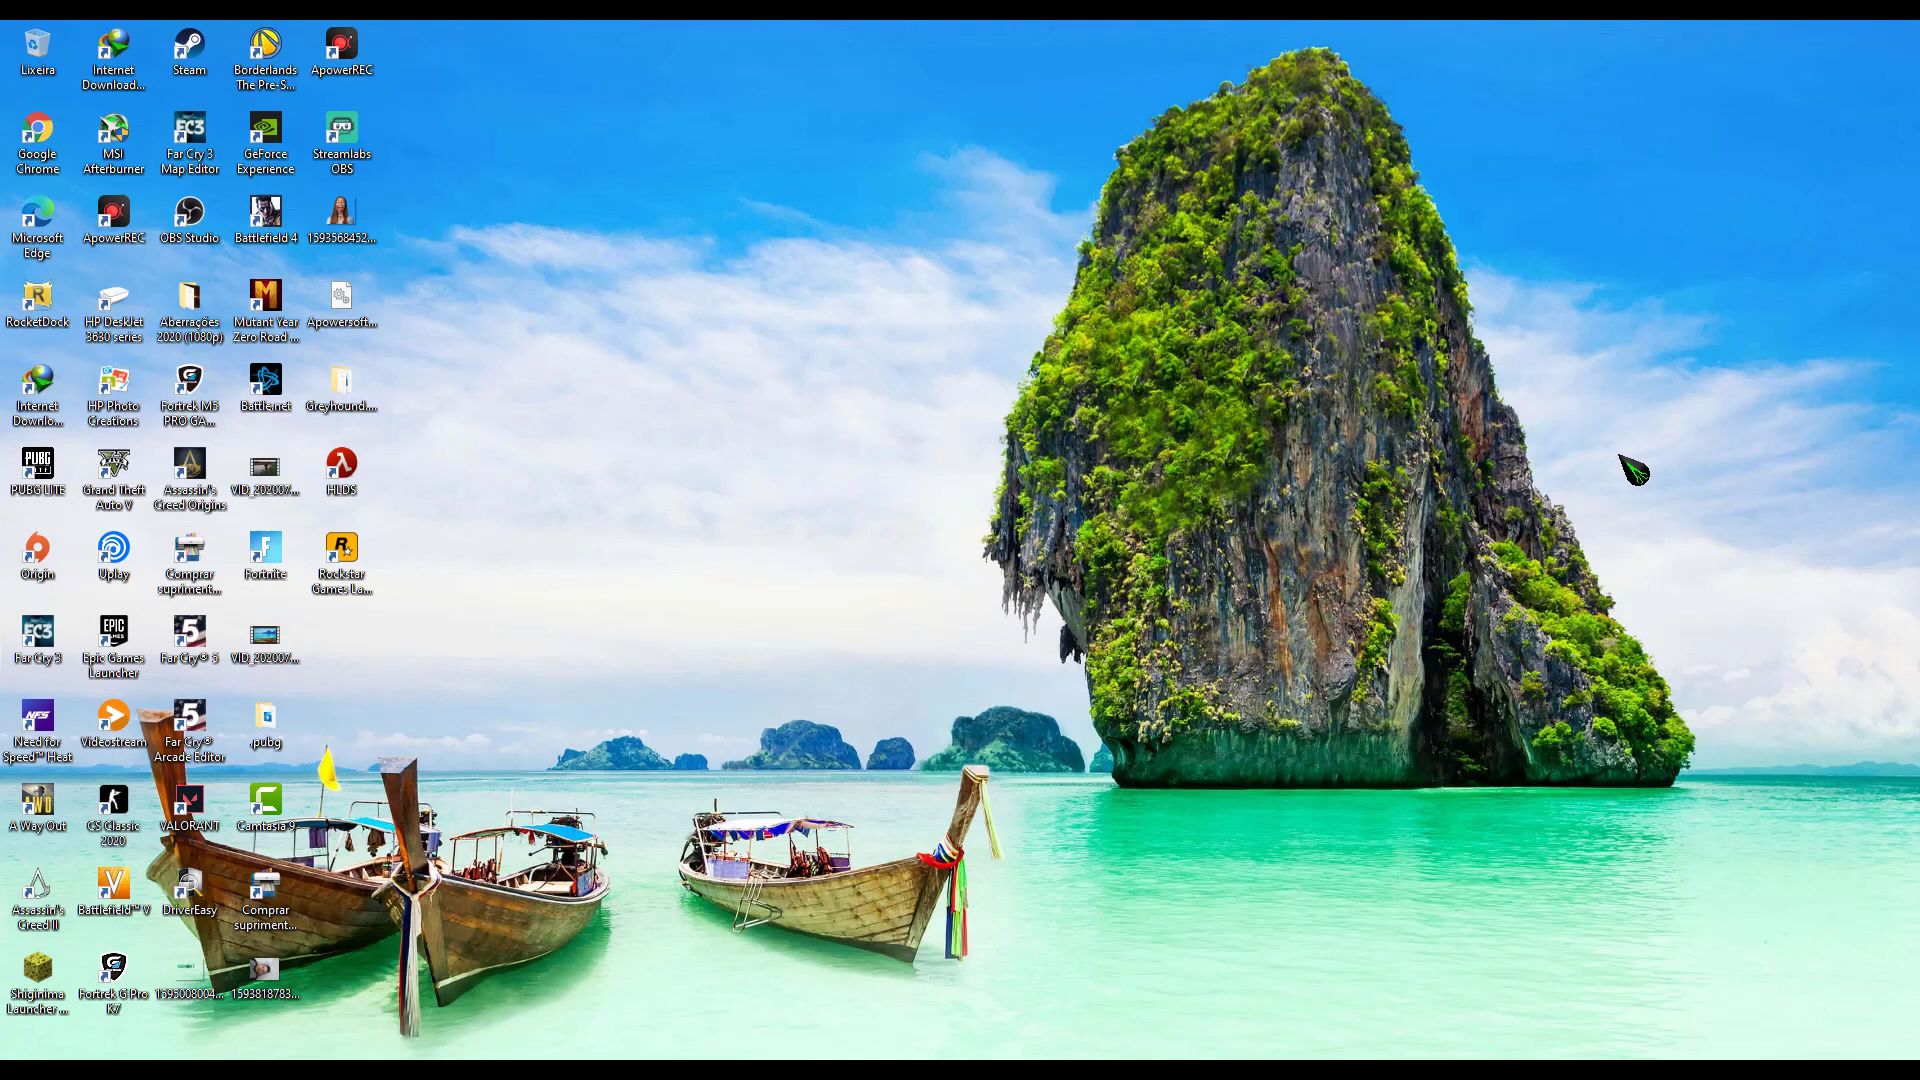 Lixeira
Internet
Download...
Steam
Borderlands
The Pre-S...
ApowerREC
Google
Chrome
MSI
Afterburner
Far Cry 3
Map Editor
GeForce
Experience
Streamlabs
OBS
Microsoft
Edge
ApowerREC
OBS Studio
Battlefield 4
1593568452...
RocketDock
HP DeskJet
3630 series
Aberrações
2020 (1080p)
Mutant Year
Zero Road ...
Apowersoft...
Internet
Downlo...
HP Photo
Creations
Fortrek M5
PRO GA...
Battle.net
Greyhound....
PUBG LITE
Grand Theft
Auto V
Assassin's
Creed Origins
VID_202007...
HLDS
Origin
Uplay
Comprar
supriment...
Fortnite
Rockstar
Games La...
Far Cry 3
Epic Games
Launcher
Far Cry® 5
VID_202007...
Need for
Speed™ Heat
Videostream
Far Cry®
Arcade Editor
.pubg
A Way Out
CS Classic
2020
VALORANT
Camtasia 9
Assassin's
Creed II
Battlefield™ V
DriverEasy
Comprar
supriment...
Shiginima
Launcher ...
Fortrek G Pro
K7
1595008004...
1593818783...